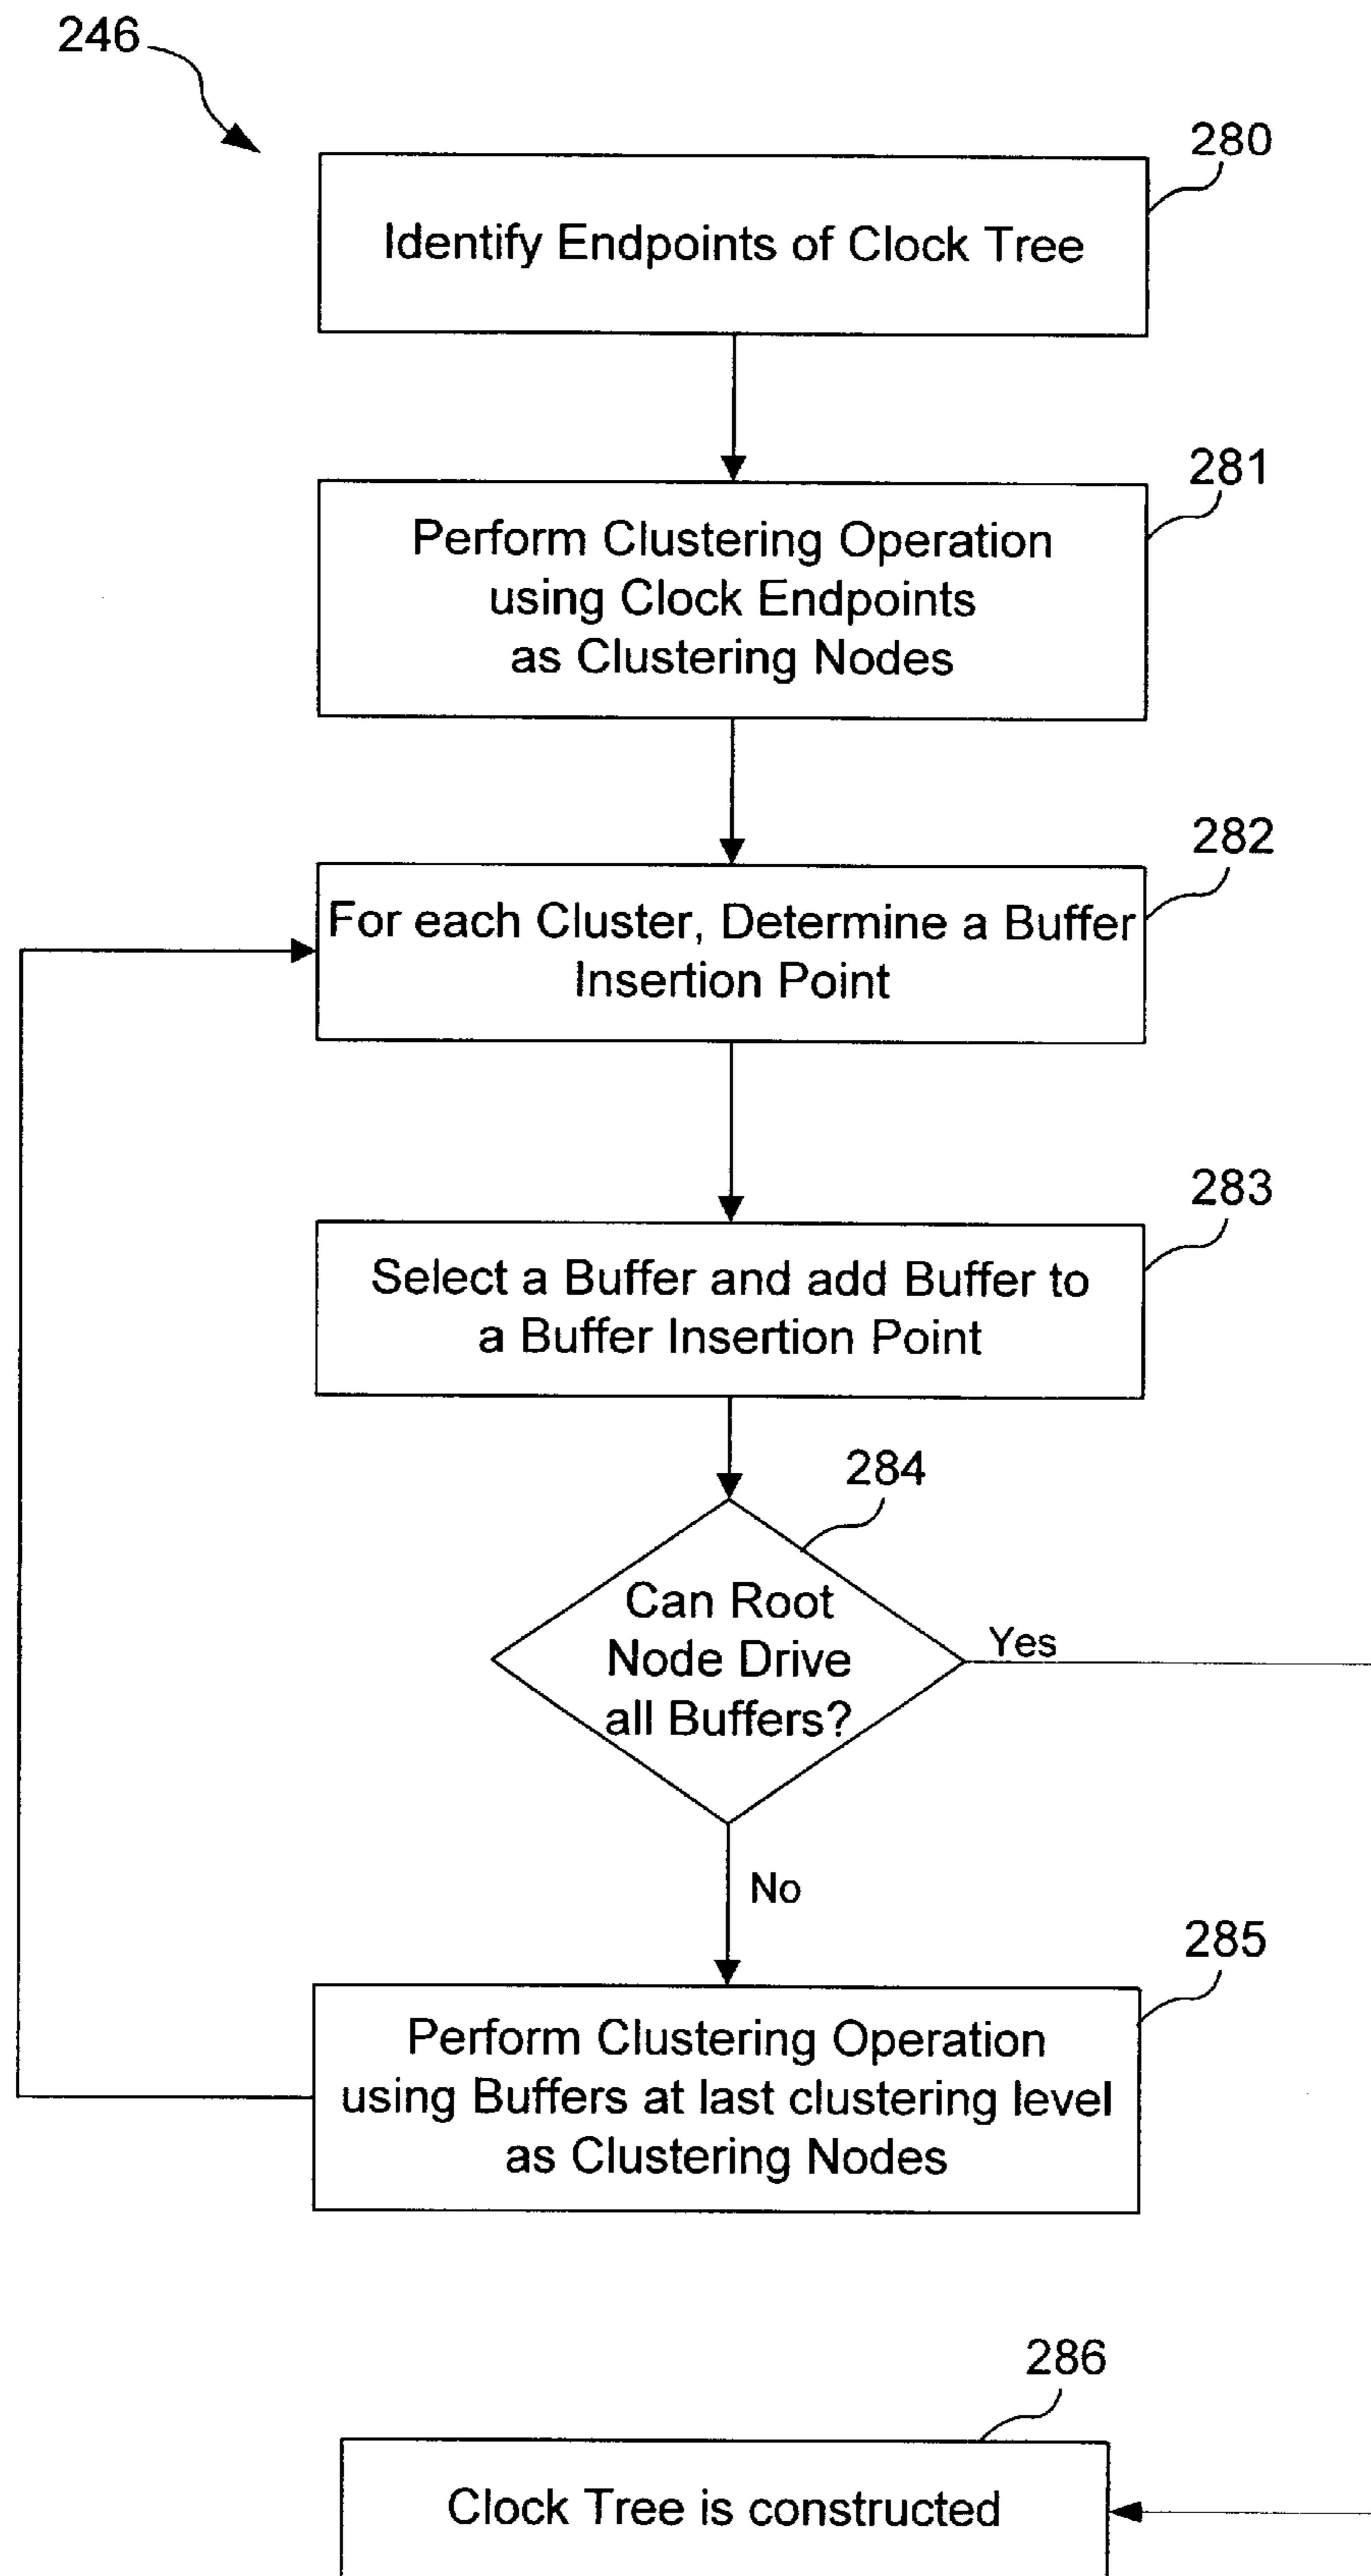 246
280
Identify Endpoints of Clock Tree
281
Perform Clustering Operation
using Clock Endpoints
as Clustering Nodes
282
For each Cluster, Determine a Buffer
Insertion Point
283
Select a Buffer and add Buffer to
a Buffer Insertion Point
284
Can Root
Node Drive
all Buffers?
Yes
No
285
Perform Clustering Operation
using Buffers at last clustering level
as Clustering Nodes
286
Clock Tree is constructed